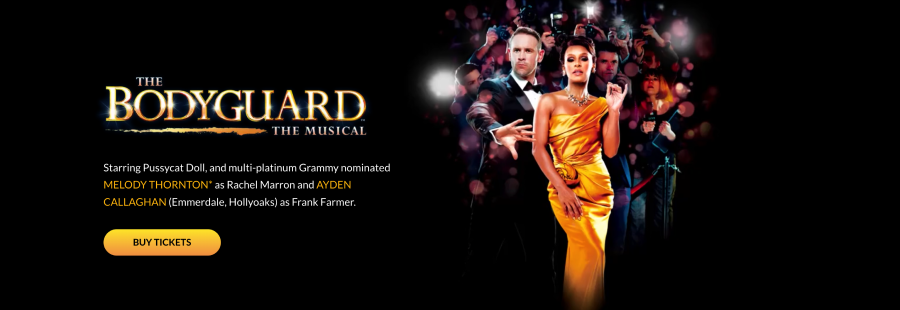 THE
BODYGUARD
THE MUSICAL
Starring Pussycat Doll, and multi-platinum Grammy nominated
MELODY THORNTON* as Rachel Marron and AYDEN
CALLAGHAN (Emmerdale, Hollyoaks) as Frank Farmer.
BUY TICKETS